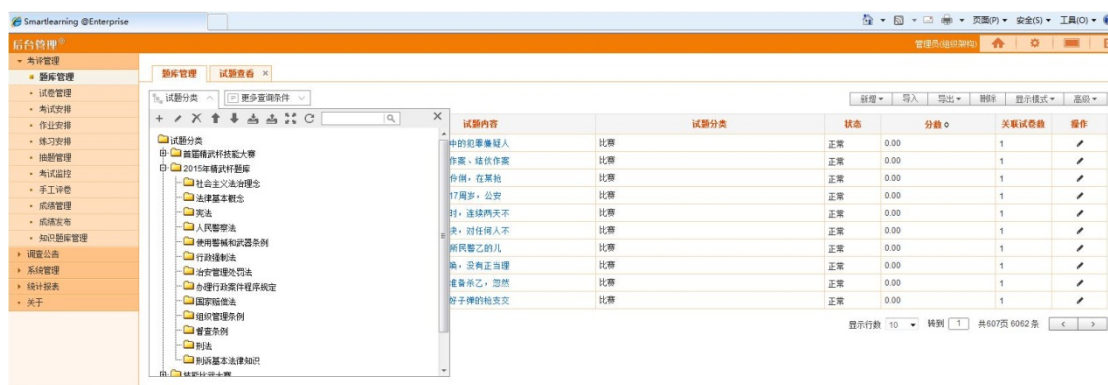 Smartlearning @Enterprise
页面(P) 安全(S) 工具(O)
后台管理
管理员(组织架构)
考评管理
题库管理
试卷管理
考试安排
作业安排
练习安排
抽题管理
考试监控
手工评卷
成绩管理
成绩发布
知识题库管理
调查公告
系统管理
统计报表
关于
题库管理 试题查看 ×
试题分类 更多查询条件
新增 导入 导出 删除 显示模式 高级
试题分类
首届精武杯技能大赛
2015年精武杯题库
社会主义法治理念
法律基本概念
宪法
人民警察法
使用警械和武器条例
行政强制法
治安管理处罚法
办理行政案件程序规定
国家赔偿法
组织管理条例
督查条例
刑法
刑诉基本法律知识
技能比武大赛
试题内容 试题分类 状态 分数 关联试卷数 操作
中的犯罪嫌疑人 比赛 正常 0.00 1
作案、结伙作案 比赛 正常 0.00 1
伶俐，在某抢 比赛 正常 0.00 1
17周岁，公安 比赛 正常 0.00 1
时，连续两天不 比赛 正常 0.00 1
决，对任何人不 比赛 正常 0.00 1
所民警乙的儿 比赛 正常 0.00 1
，没有正当理 比赛 正常 0.00 1
准备杀乙，忽然 比赛 正常 0.00 1
好子弹的枪支交 比赛 正常 0.00 1
显示行数 10 转到 1 共607页 6062 条 < >